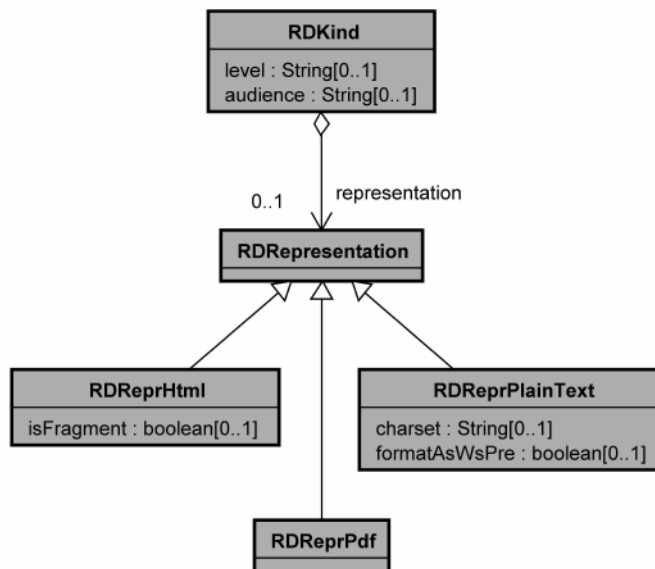 RDKind
level : String[0..1]
audience : String[0..1]
0..1
representation
RDRepresentation
RDReprHtml
isFragment : boolean[0..1]
RDReprPlainText
charset : String[0..1]
formatAsWsPre : boolean[0..1]
RDReprPdf